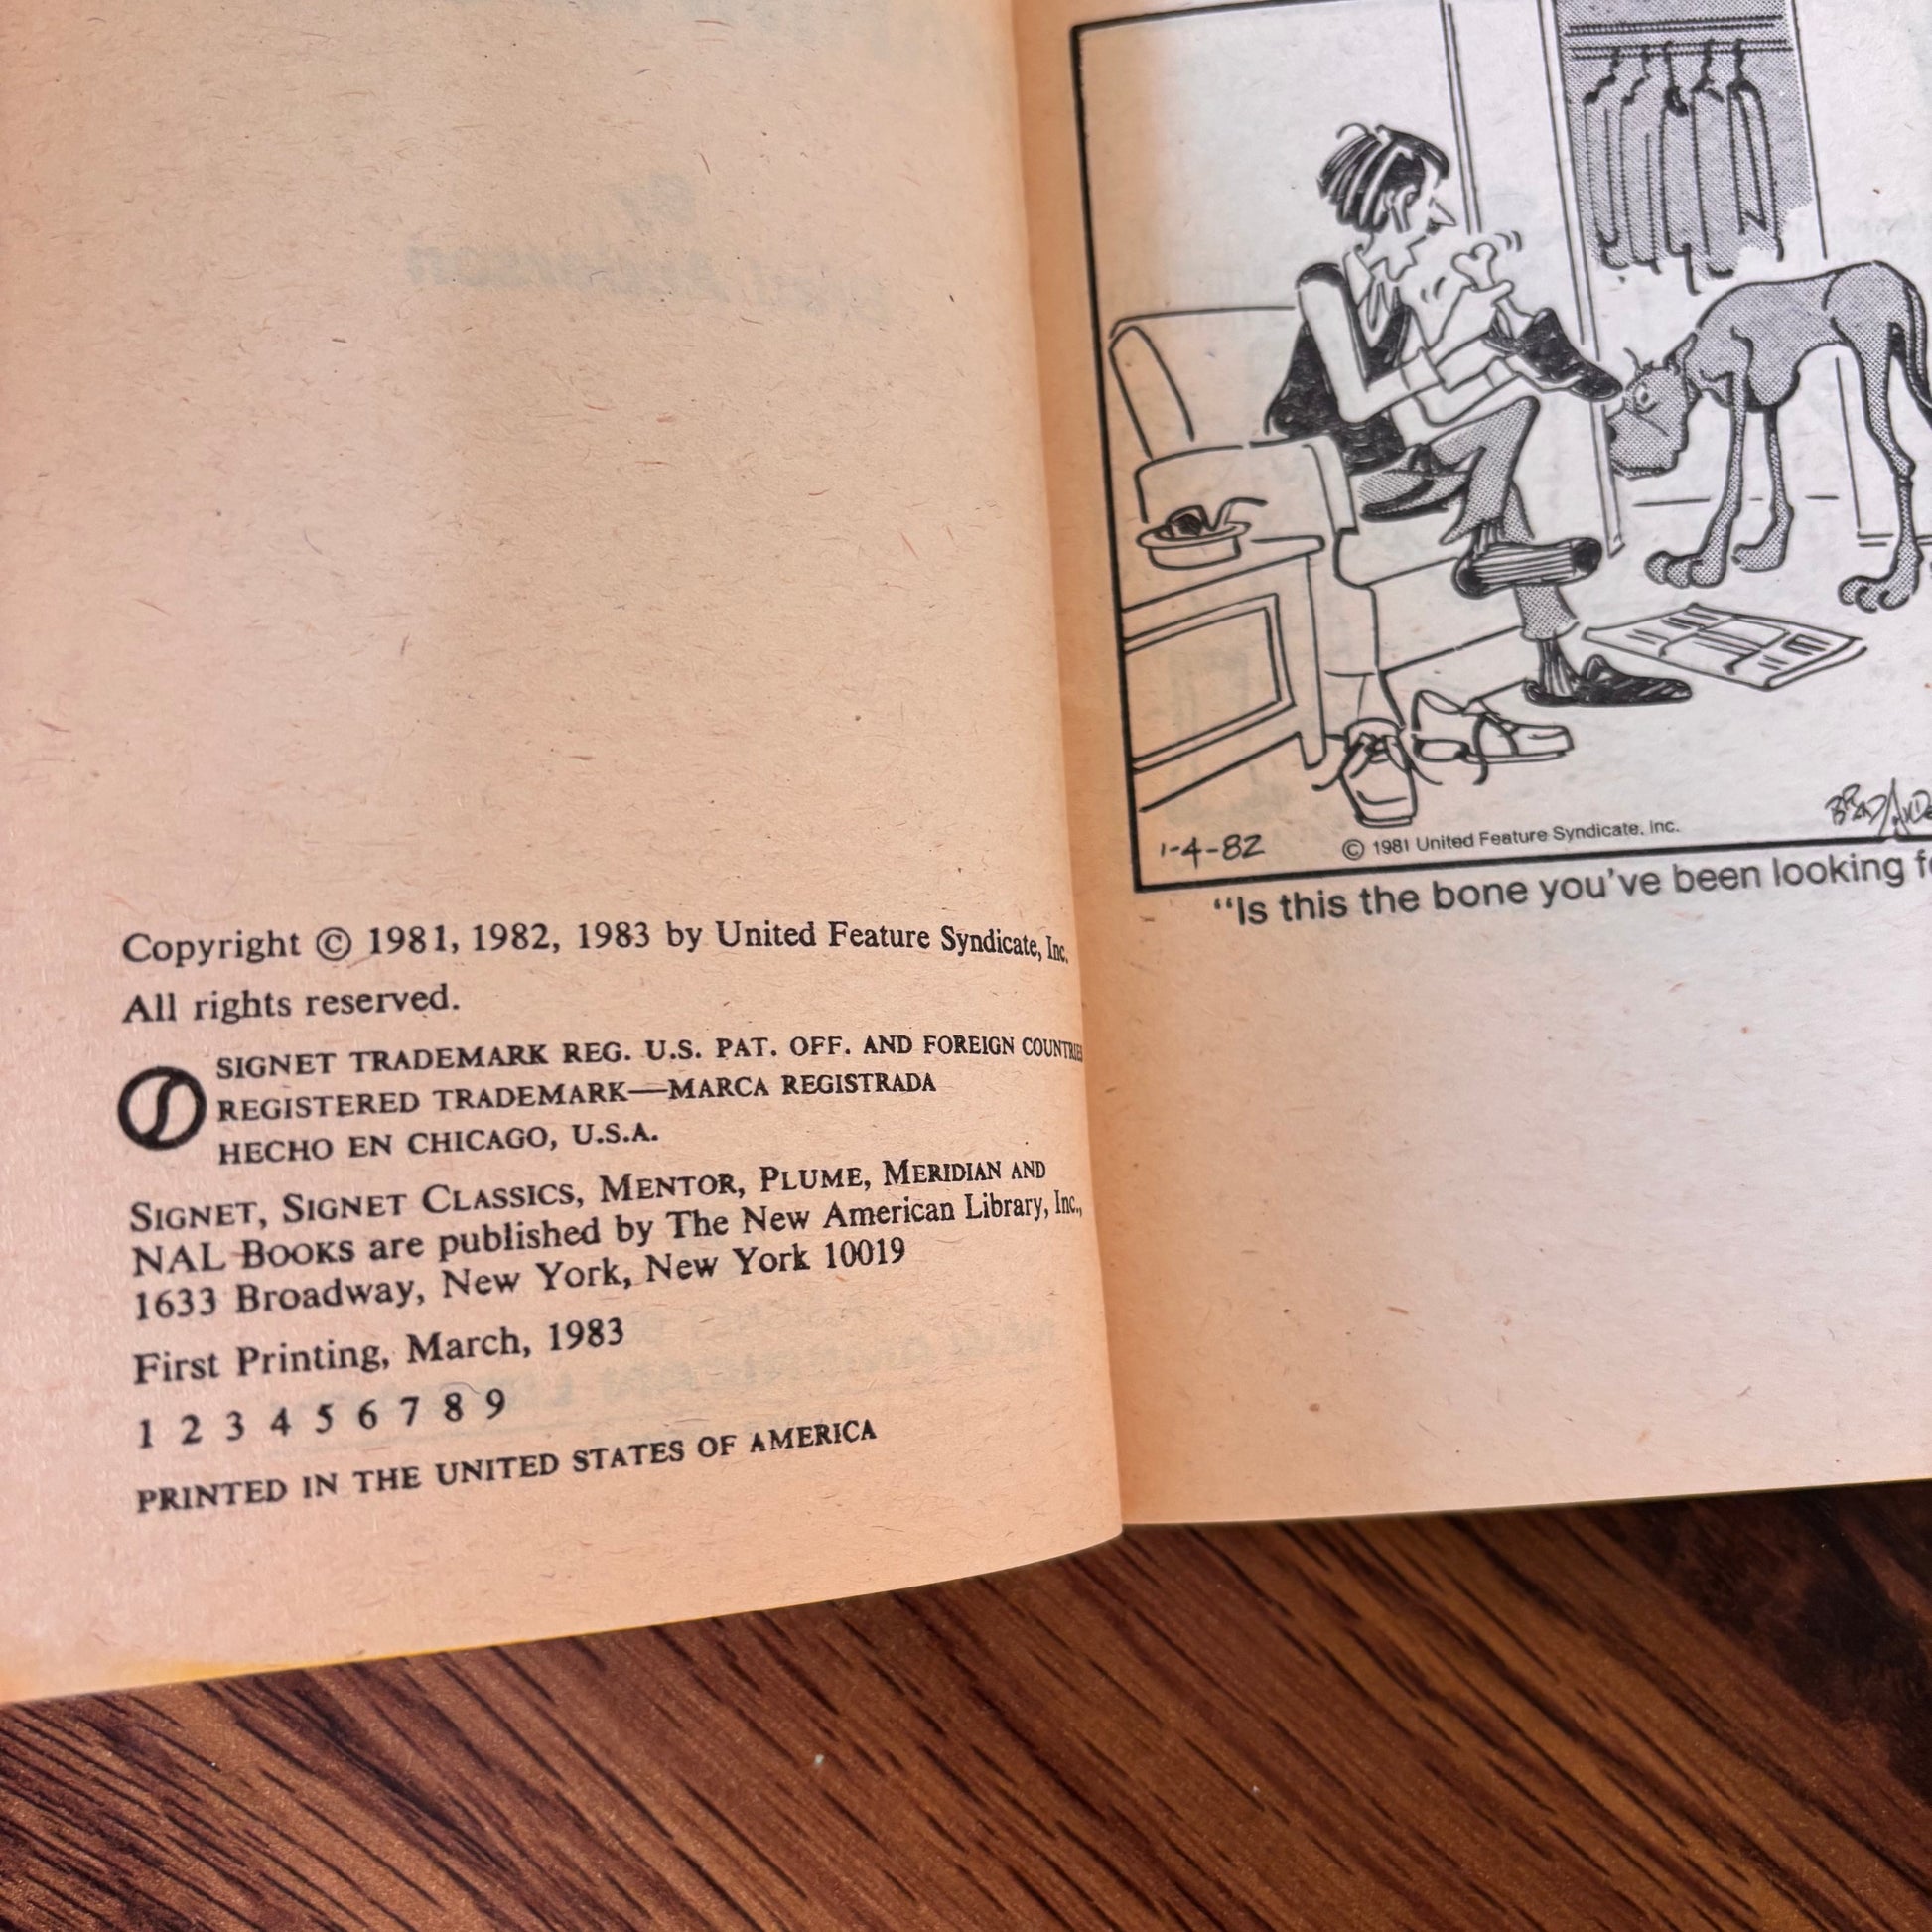 Copyright © 1981, 1982, 1983 by United Feature Syndicate, Inc.
All rights reserved.
SIGNET TRADEMARK REG. U.S. PAT. OFF. AND FOREIGN COUNTRIES
REGISTERED TRADEMARK—MARCA REGISTRADA
HECHO EN CHICAGO, U.S.A.
SIGNET, SIGNET CLASSICS, MENTOR, PLUME, MERIDIAN AND
NAL BOOKS are published by The New American Library, Inc.,
1633 Broadway, New York, New York 10019
First Printing, March, 1983
1 2 3 4 5 6 7 8 9
PRINTED IN THE UNITED STATES OF AMERICA
1-4-82
© 1981 United Feature Syndicate, Inc.
"Is this the bone you've been looking